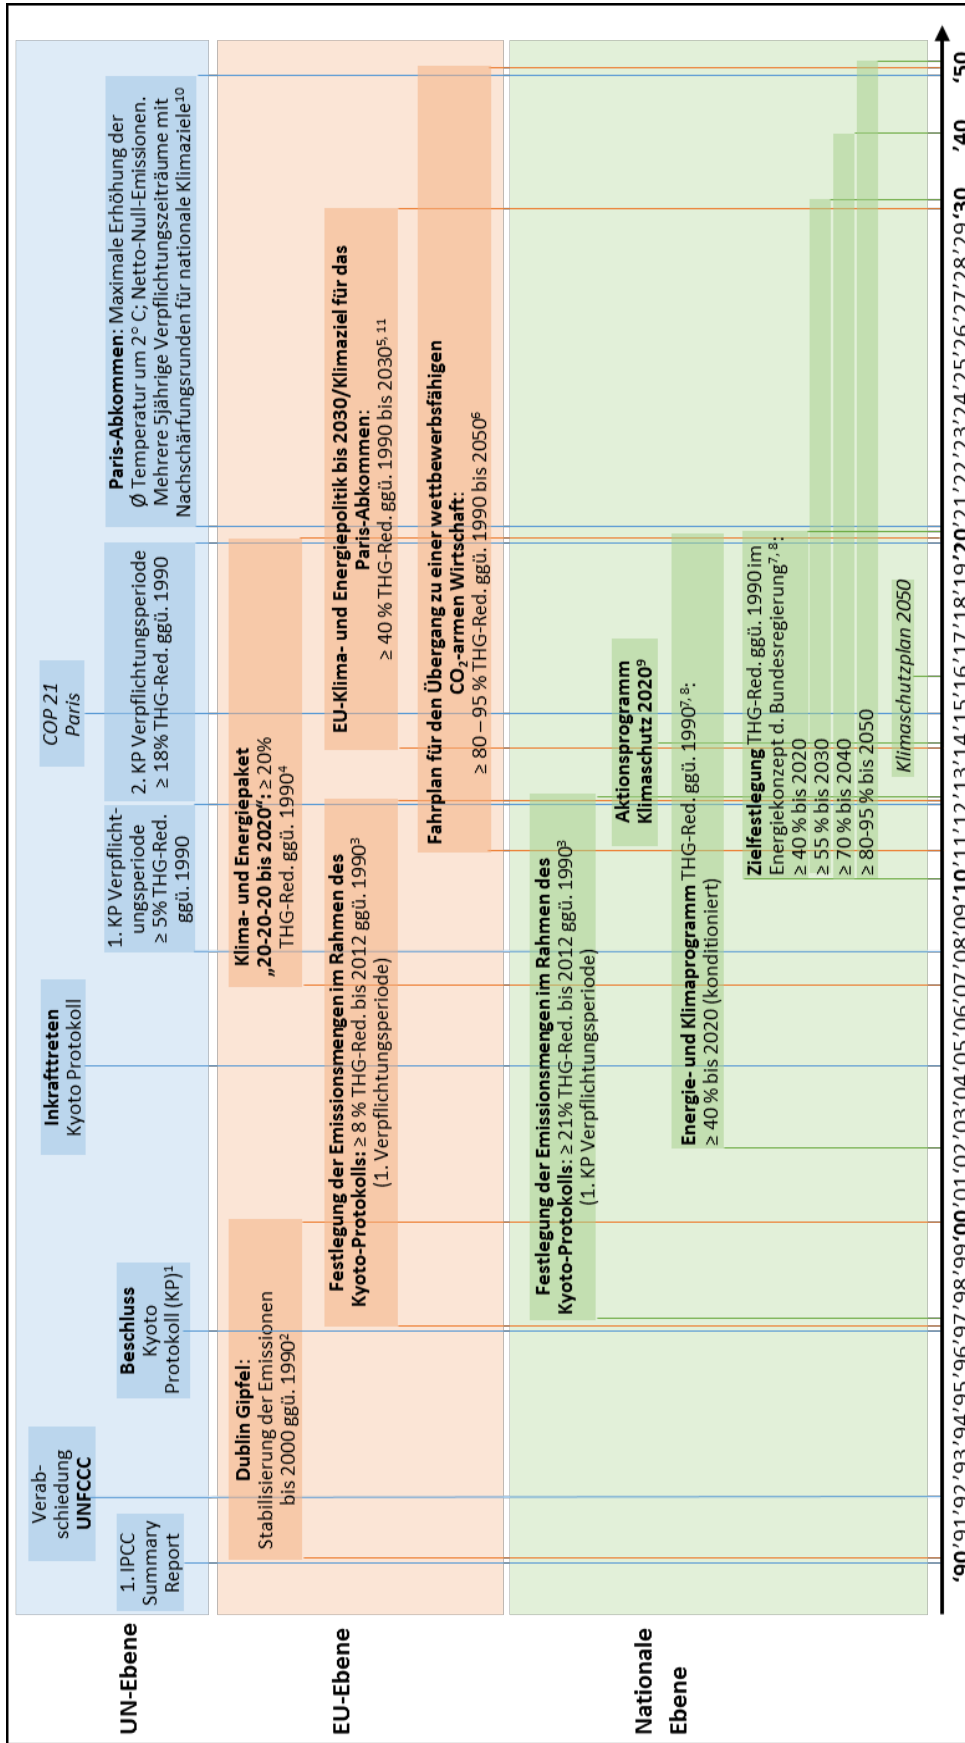 UN-Ebene
1. IPCC
Summary
Report
Verab-
schiedung
UNFCCC
Beschluss
Kyoto
Protokoll (KP)¹
Inkrafttreten
Kyoto Protokoll
1. KP Verpflicht-
ungsperiode
≥ 5% THG-Red.
ggü. 1990
COP 21
Paris
2. KP Verpflichtungsperiode
≥ 18% THG-Red. ggü. 1990
Paris-Abkommen: Maximale Erhöhung der
Ø Temperatur um 2° C; Netto-Null-Emissionen.
Mehrere 5jährige Verpflichtungszeiträume mit
Nachschärfungsrunden für nationale Klimaziele¹⁰
EU-Ebene
Dublin Gipfel:
Stabilisierung der Emissionen
bis 2000 ggü. 1990²
Klima- und Energiepaket
„20-20-20 bis 2020“: ≥ 20%
THG-Red. ggü. 1990⁴
Festlegung der Emissionsmengen im Rahmen des
Kyoto-Protokolls: ≥ 8 % THG-Red. bis 2012 ggü. 1990³
(1. Verpflichtungsperiode)
EU-Klima- und Energiepolitik bis 2030/Klimaziel für das
Paris-Abkommen:
≥ 40 % THG-Red. ggü. 1990 bis 2030⁵˒ ¹¹
Fahrplan für den Übergang zu einer wettbewerbsfähigen
CO₂-armen Wirtschaft:
≥ 80 – 95 % THG-Red. ggü. 1990 bis 2050⁶
Nationale
Ebene
Festlegung der Emissionsmengen im Rahmen des
Kyoto-Protokolls: ≥ 21% THG-Red. bis 2012 ggü. 1990³
(1. KP Verpflichtungsperiode)
Aktionsprogramm
Klimaschutz 2020⁹
Energie- und Klimaprogramm THG-Red. ggü. 1990⁷˒ ⁸:
≥ 40 % bis 2020 (konditioniert)
Zielfestlegung THG-Red. ggü. 1990 im
Energiekonzept d. Bundesregierung⁷˒ ⁸:
≥ 40 % bis 2020
≥ 55 % bis 2030
≥ 70 % bis 2040
≥ 80-95 % bis 2050
Klimaschutzplan 2050
'90'91'92'93'94'95'96'97'98'99'00'01'02'03'04'05'06'07'08'09'10'11'12'13'14'15'16'17'18'19'20'21'22'23'24'25'26'27'28'29'30 '40 '50